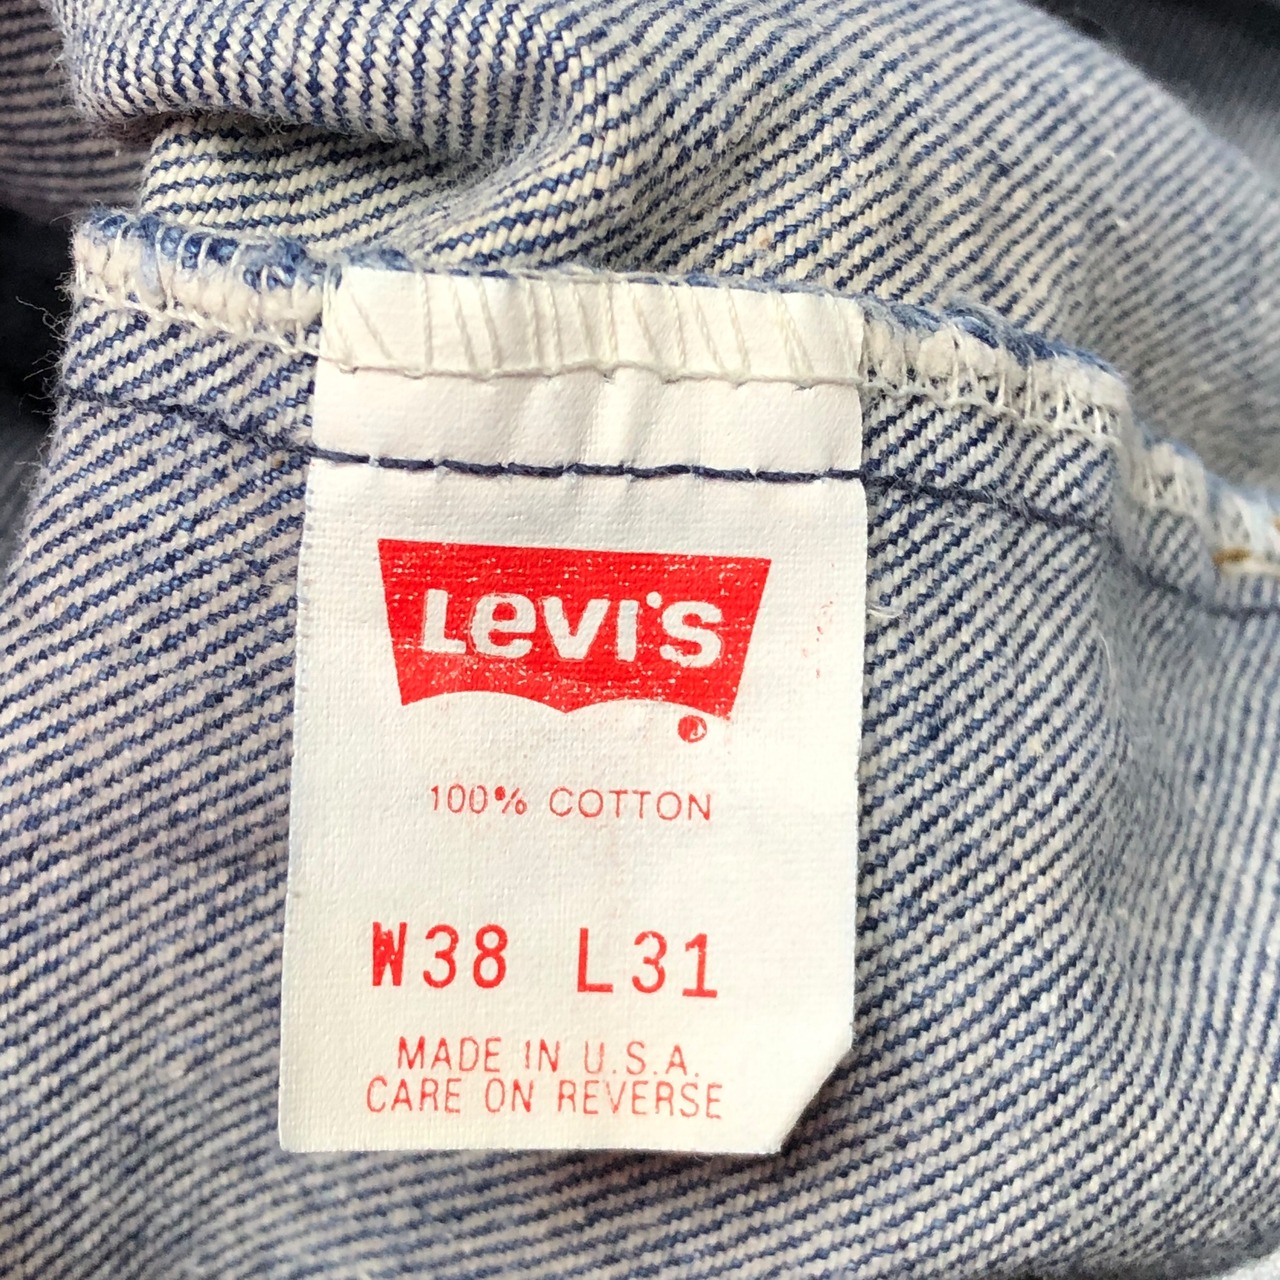 Levi's
100% COTTON
W38 L31
MADE IN U.S.A.
CARE ON REVERSE